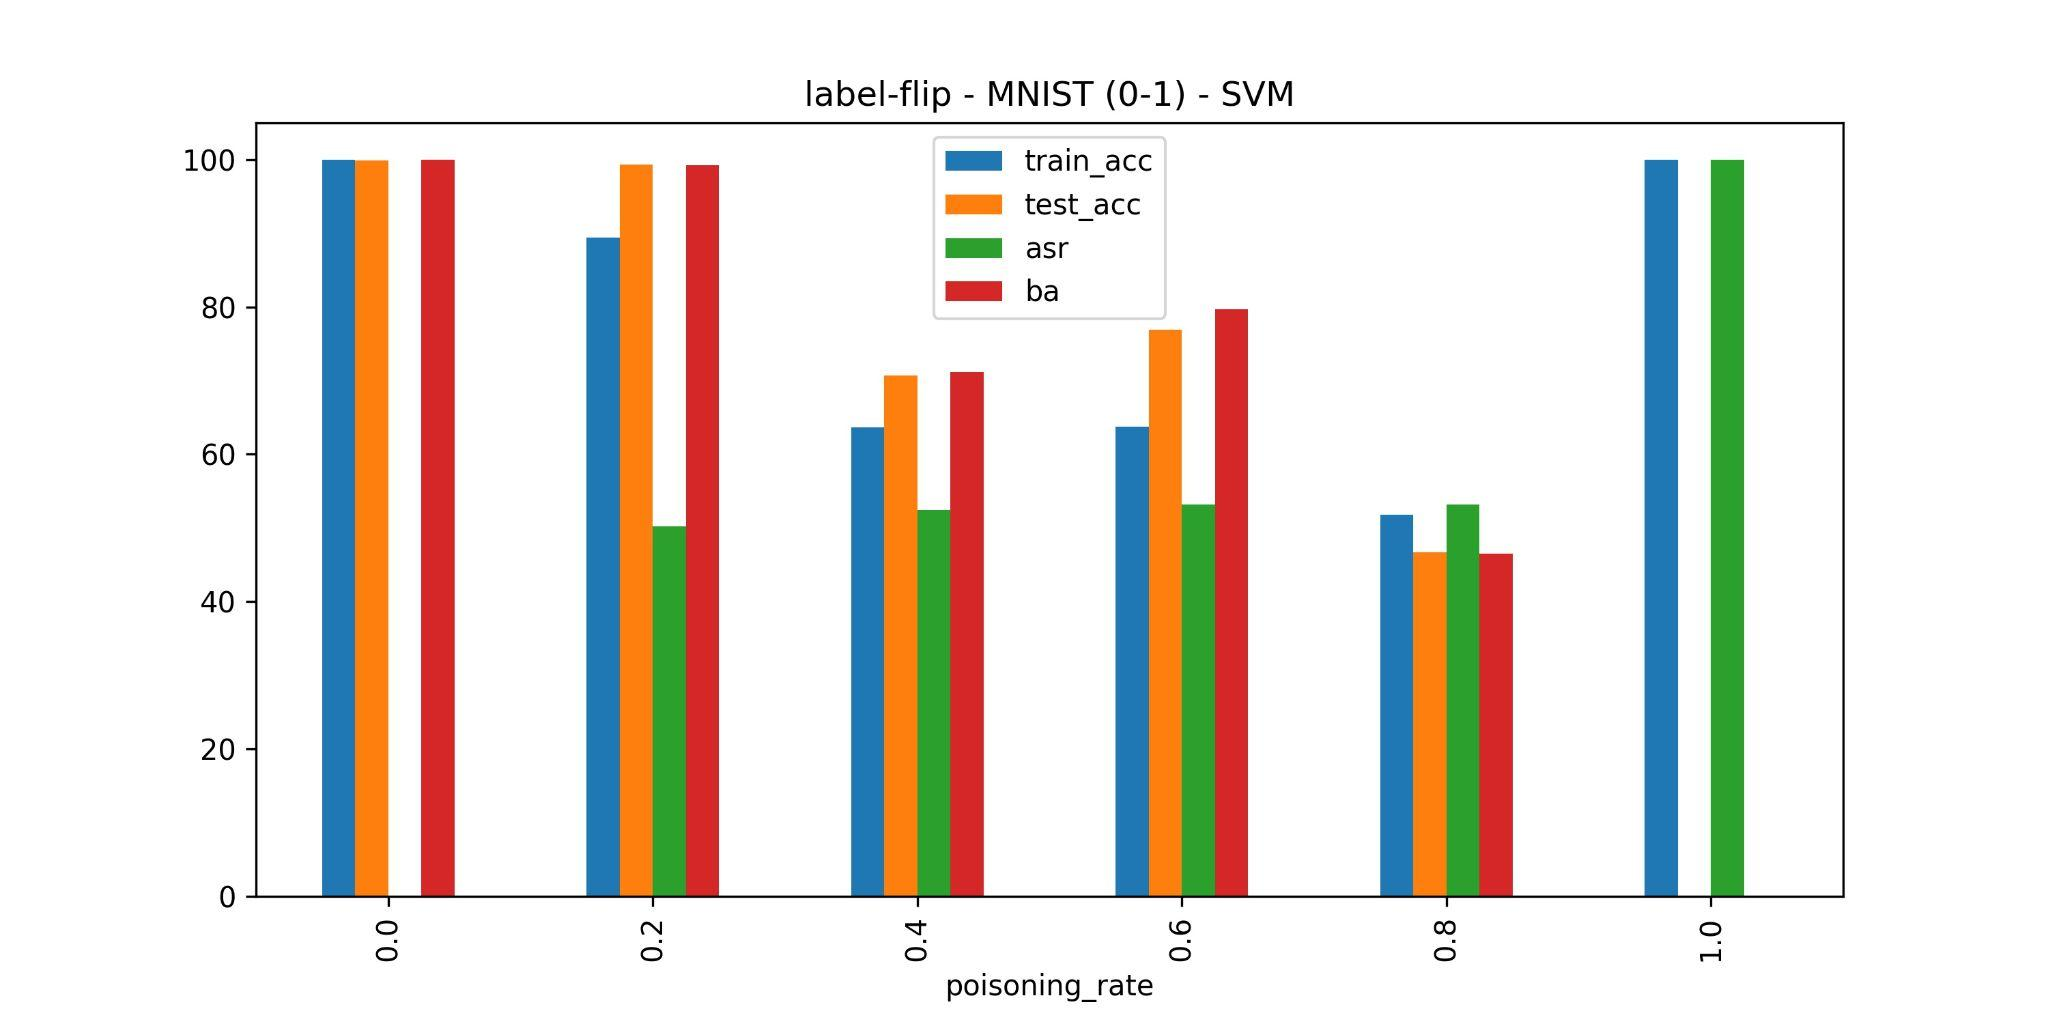 label-flip - MNIST (0-1) - SVM
train_acc
test_acc
asr
ba
100
80
60
40
20
0
0.0
0.2
0.4
0.6
0.8
1.0
poisoning_rate